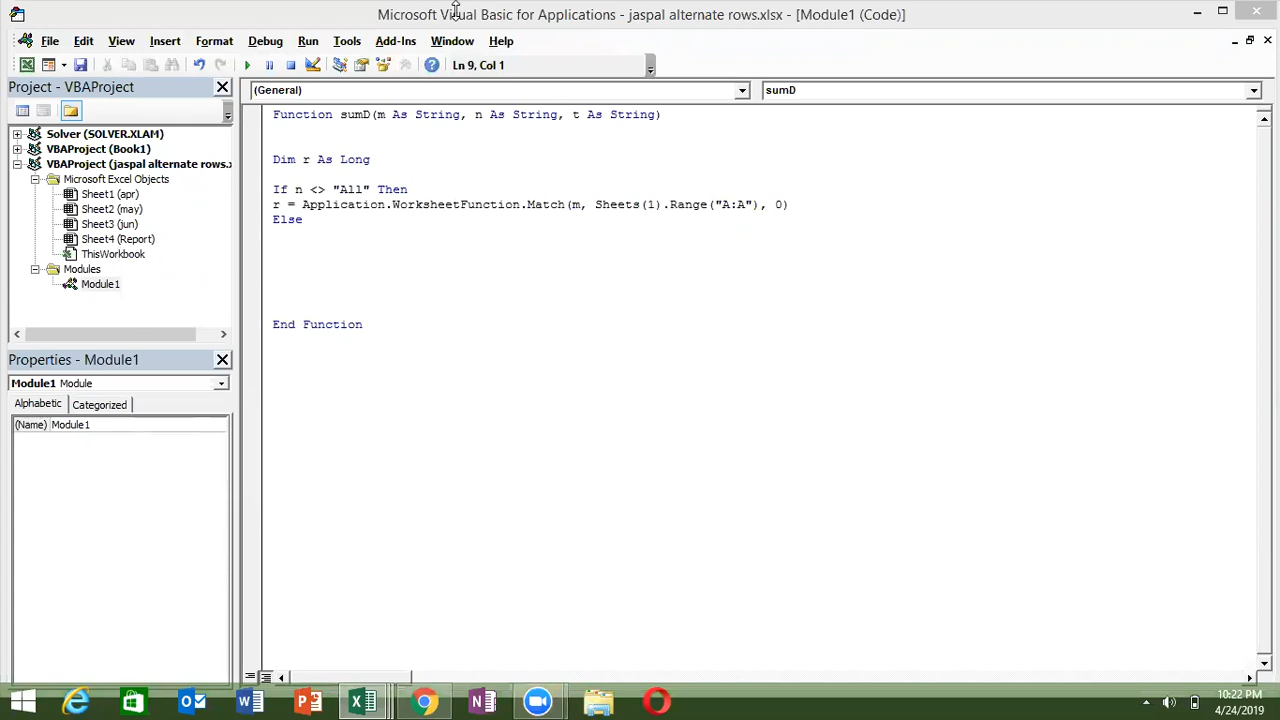 Microsoft Visual Basic for Applications - jaspal alternate rows.xlsx - [Module1 (Code)]
File Edit View Insert Format Debug Run Tools Add-Ins Window Help
Ln 9, Col 1
Project - VBAProject
(General)
sumD
Solver (SOLVER.XLAM)
VBAProject (Book1)
VBAProject (jaspal alternate rows.x
Microsoft Excel Objects
Sheet1 (apr)
Sheet2 (may)
Sheet3 (jun)
Sheet4 (Report)
ThisWorkbook
Modules
Module1
Properties - Module1
Module1 Module
Alphabetic Categorized
(Name) Module1
Function sumD(m As String, n As String, t As String)
Dim r As Long
If n <> "All" Then
r = Application.WorksheetFunction.Match(m, Sheets(1).Range("A:A"), 0)
Else
End Function
10:22 PM
4/24/2019